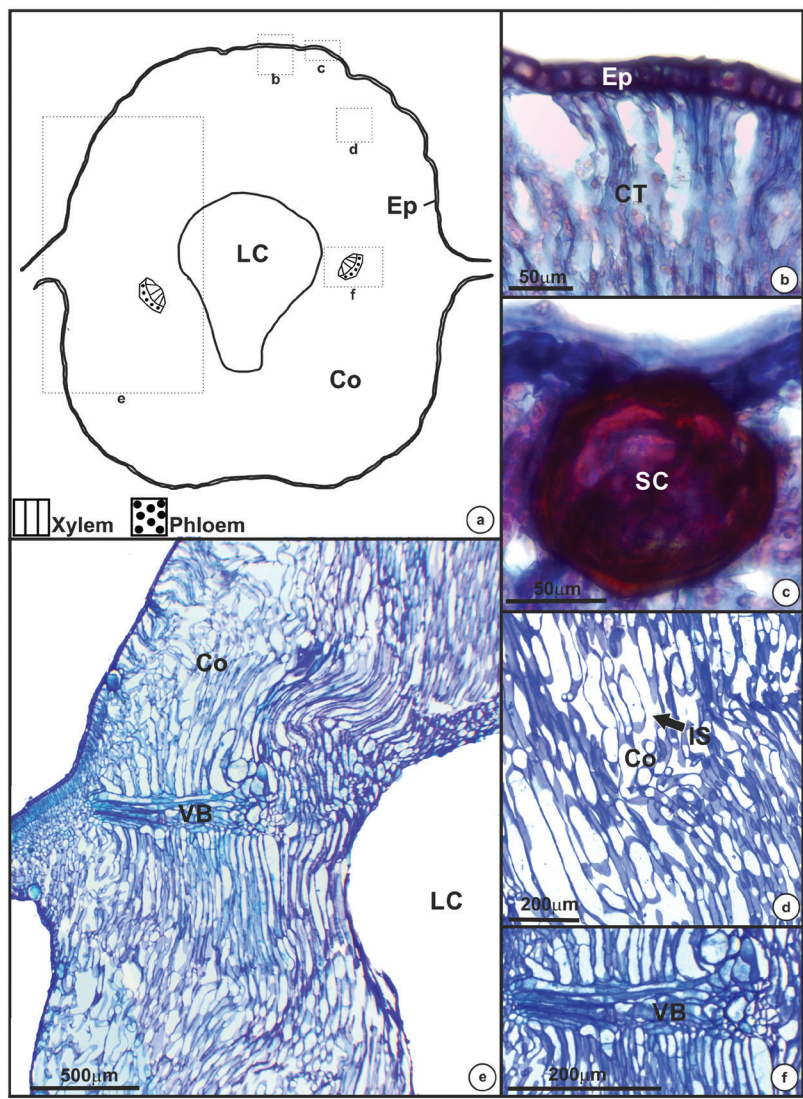 b
c
d
Ep
LC
f
Co
e
Xylem
Phloem
a
Ep
CT
50μm
b
SC
50μm
c
IS
Co
200μm
d
Co
VB
LC
500μm
e
VB
200μm
f